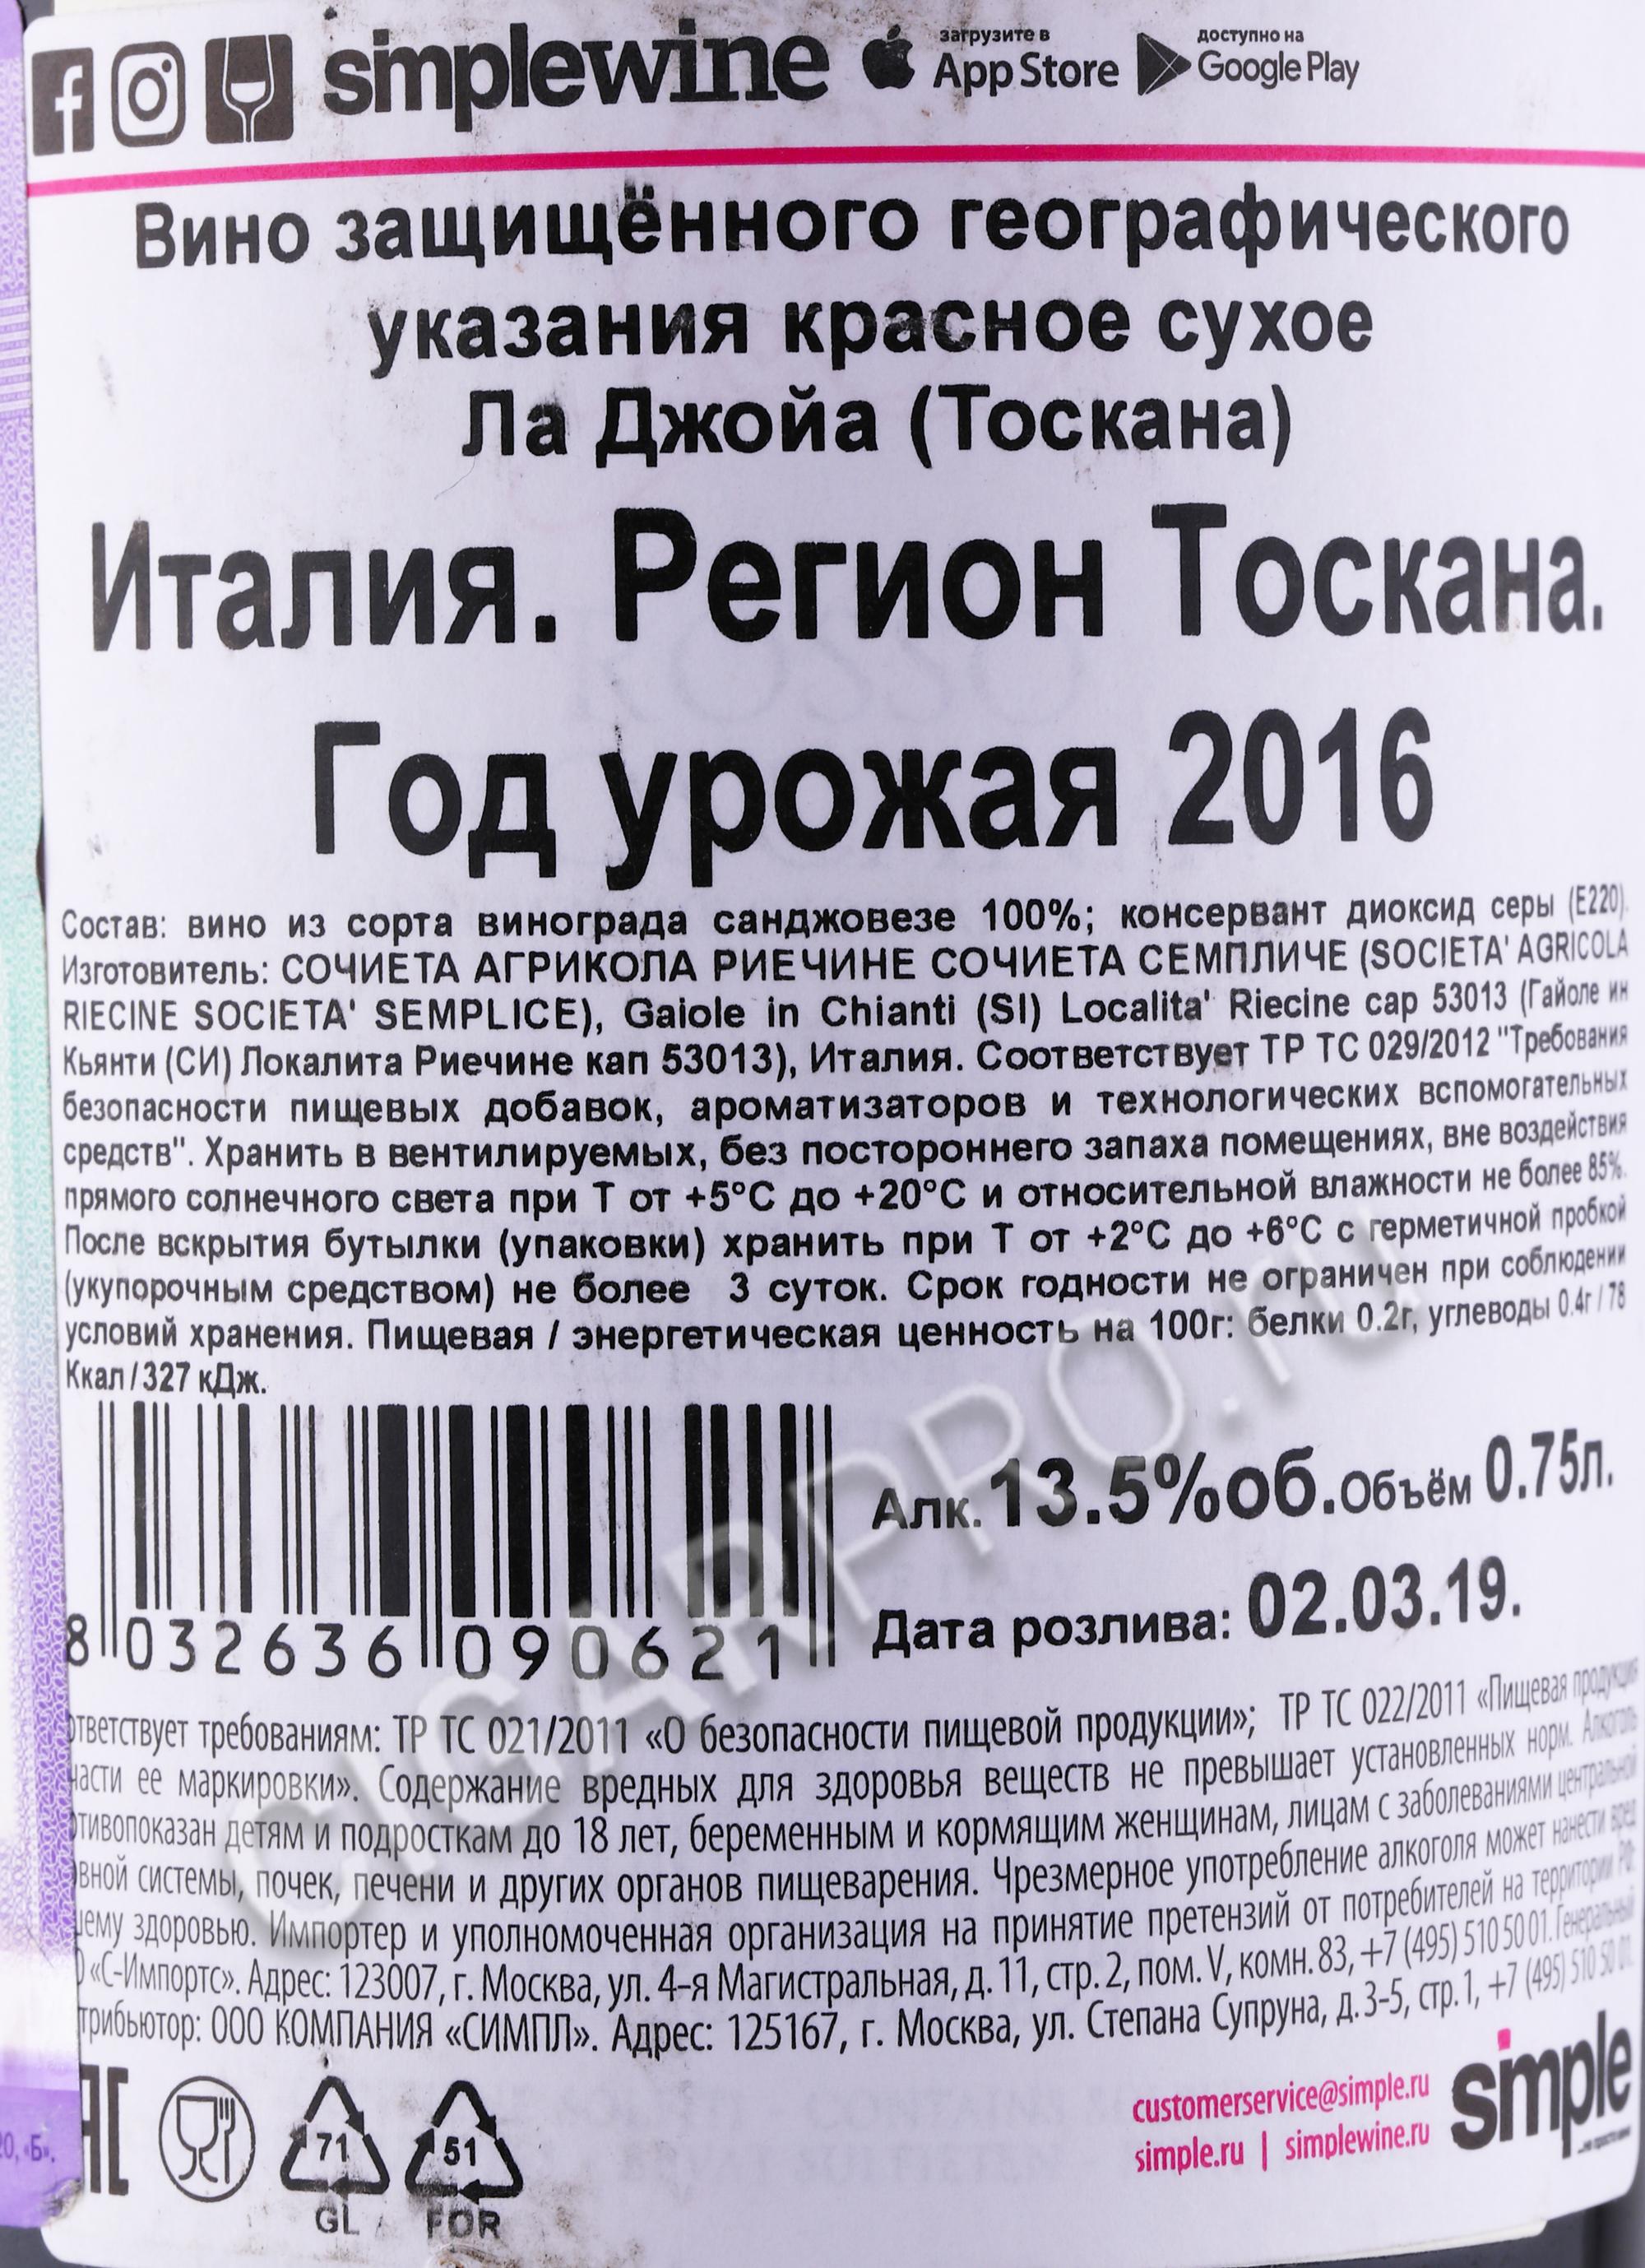 simplewine
загрузите в
App Store
доступно на
Google Play
Вино защищённого географического
указания красное сухое
Ла Джойа (Тоскана)
Италия. Регион Тоскана.
Год урожая 2016
Состав: вино из сорта винограда санджовезе 100%; консервант диоксид серы (Е220).
Изготовитель: СОЧИЕТА АГРИКОЛА РИЕЧИНЕ СОЧИЕТА СЕМПЛИЧЕ (SOCIETA' AGRICOLA
RIECINE SOCIETA' SEMPLICE), Gaiole in Chianti (SI) Localita' Riecine cap 53013 (Гайоле ин
Кьянти (СИ) Локалита Риечине кап 53013), Италия. Соответствует ТР ТС 029/2012 "Требования
безопасности пищевых добавок, ароматизаторов и технологических вспомогательных
средств". Хранить в вентилируемых, без постороннего запаха помещениях, вне воздействия
прямого солнечного света при Т от +5°С до +20°С и относительной влажности не более 85%.
После вскрытия бутылки (упаковки) хранить при Т от +2°С до +6°С с герметичной пробкой
(укупорочным средством) не более 3 суток. Срок годности не ограничен при соблюдении
условий хранения. Пищевая / энергетическая ценность на 100г: белки 0.2г, углеводы 0.4г / 78
Ккал / 327 кДж.
Алк. 13.5%об. Объём 0.75л.
Дата розлива: 02.03.19.
8 032636 090621
ответствует требованиям: ТР ТС 021/2011 «О безопасности пищевой продукции»; ТР ТС 022/2011 «Пищевая продукция
части ее маркировки». Содержание вредных для здоровья веществ не превышает установленных норм. Алкоголь
отивопоказан детям и подросткам до 18 лет, беременным и кормящим женщинам, лицам с заболеваниями центральной
вной системы, почек, печени и других органов пищеварения. Чрезмерное употребление алкоголя может нанести вред
шему здоровью. Импортер и уполномоченная организация на принятие претензий от потребителей на территории РФ:
О «С-Импортс». Адрес: 123007, г. Москва, ул. 4-я Магистральная, д. 11, стр. 2, пом. V, комн. 83, +7 (495) 510 50 01. Генеральный
трибьютор: ООО КОМПАНИЯ «СИМПЛ». Адрес: 125167, г. Москва, ул. Степана Супруна, д. 3-5, стр. 1, +7 (495) 510 50 01.
20, «Б».
71
GL
51
FOR
customerservice@simple.ru
simple.ru | simplewine.ru
simple
CIGARPRO.ru